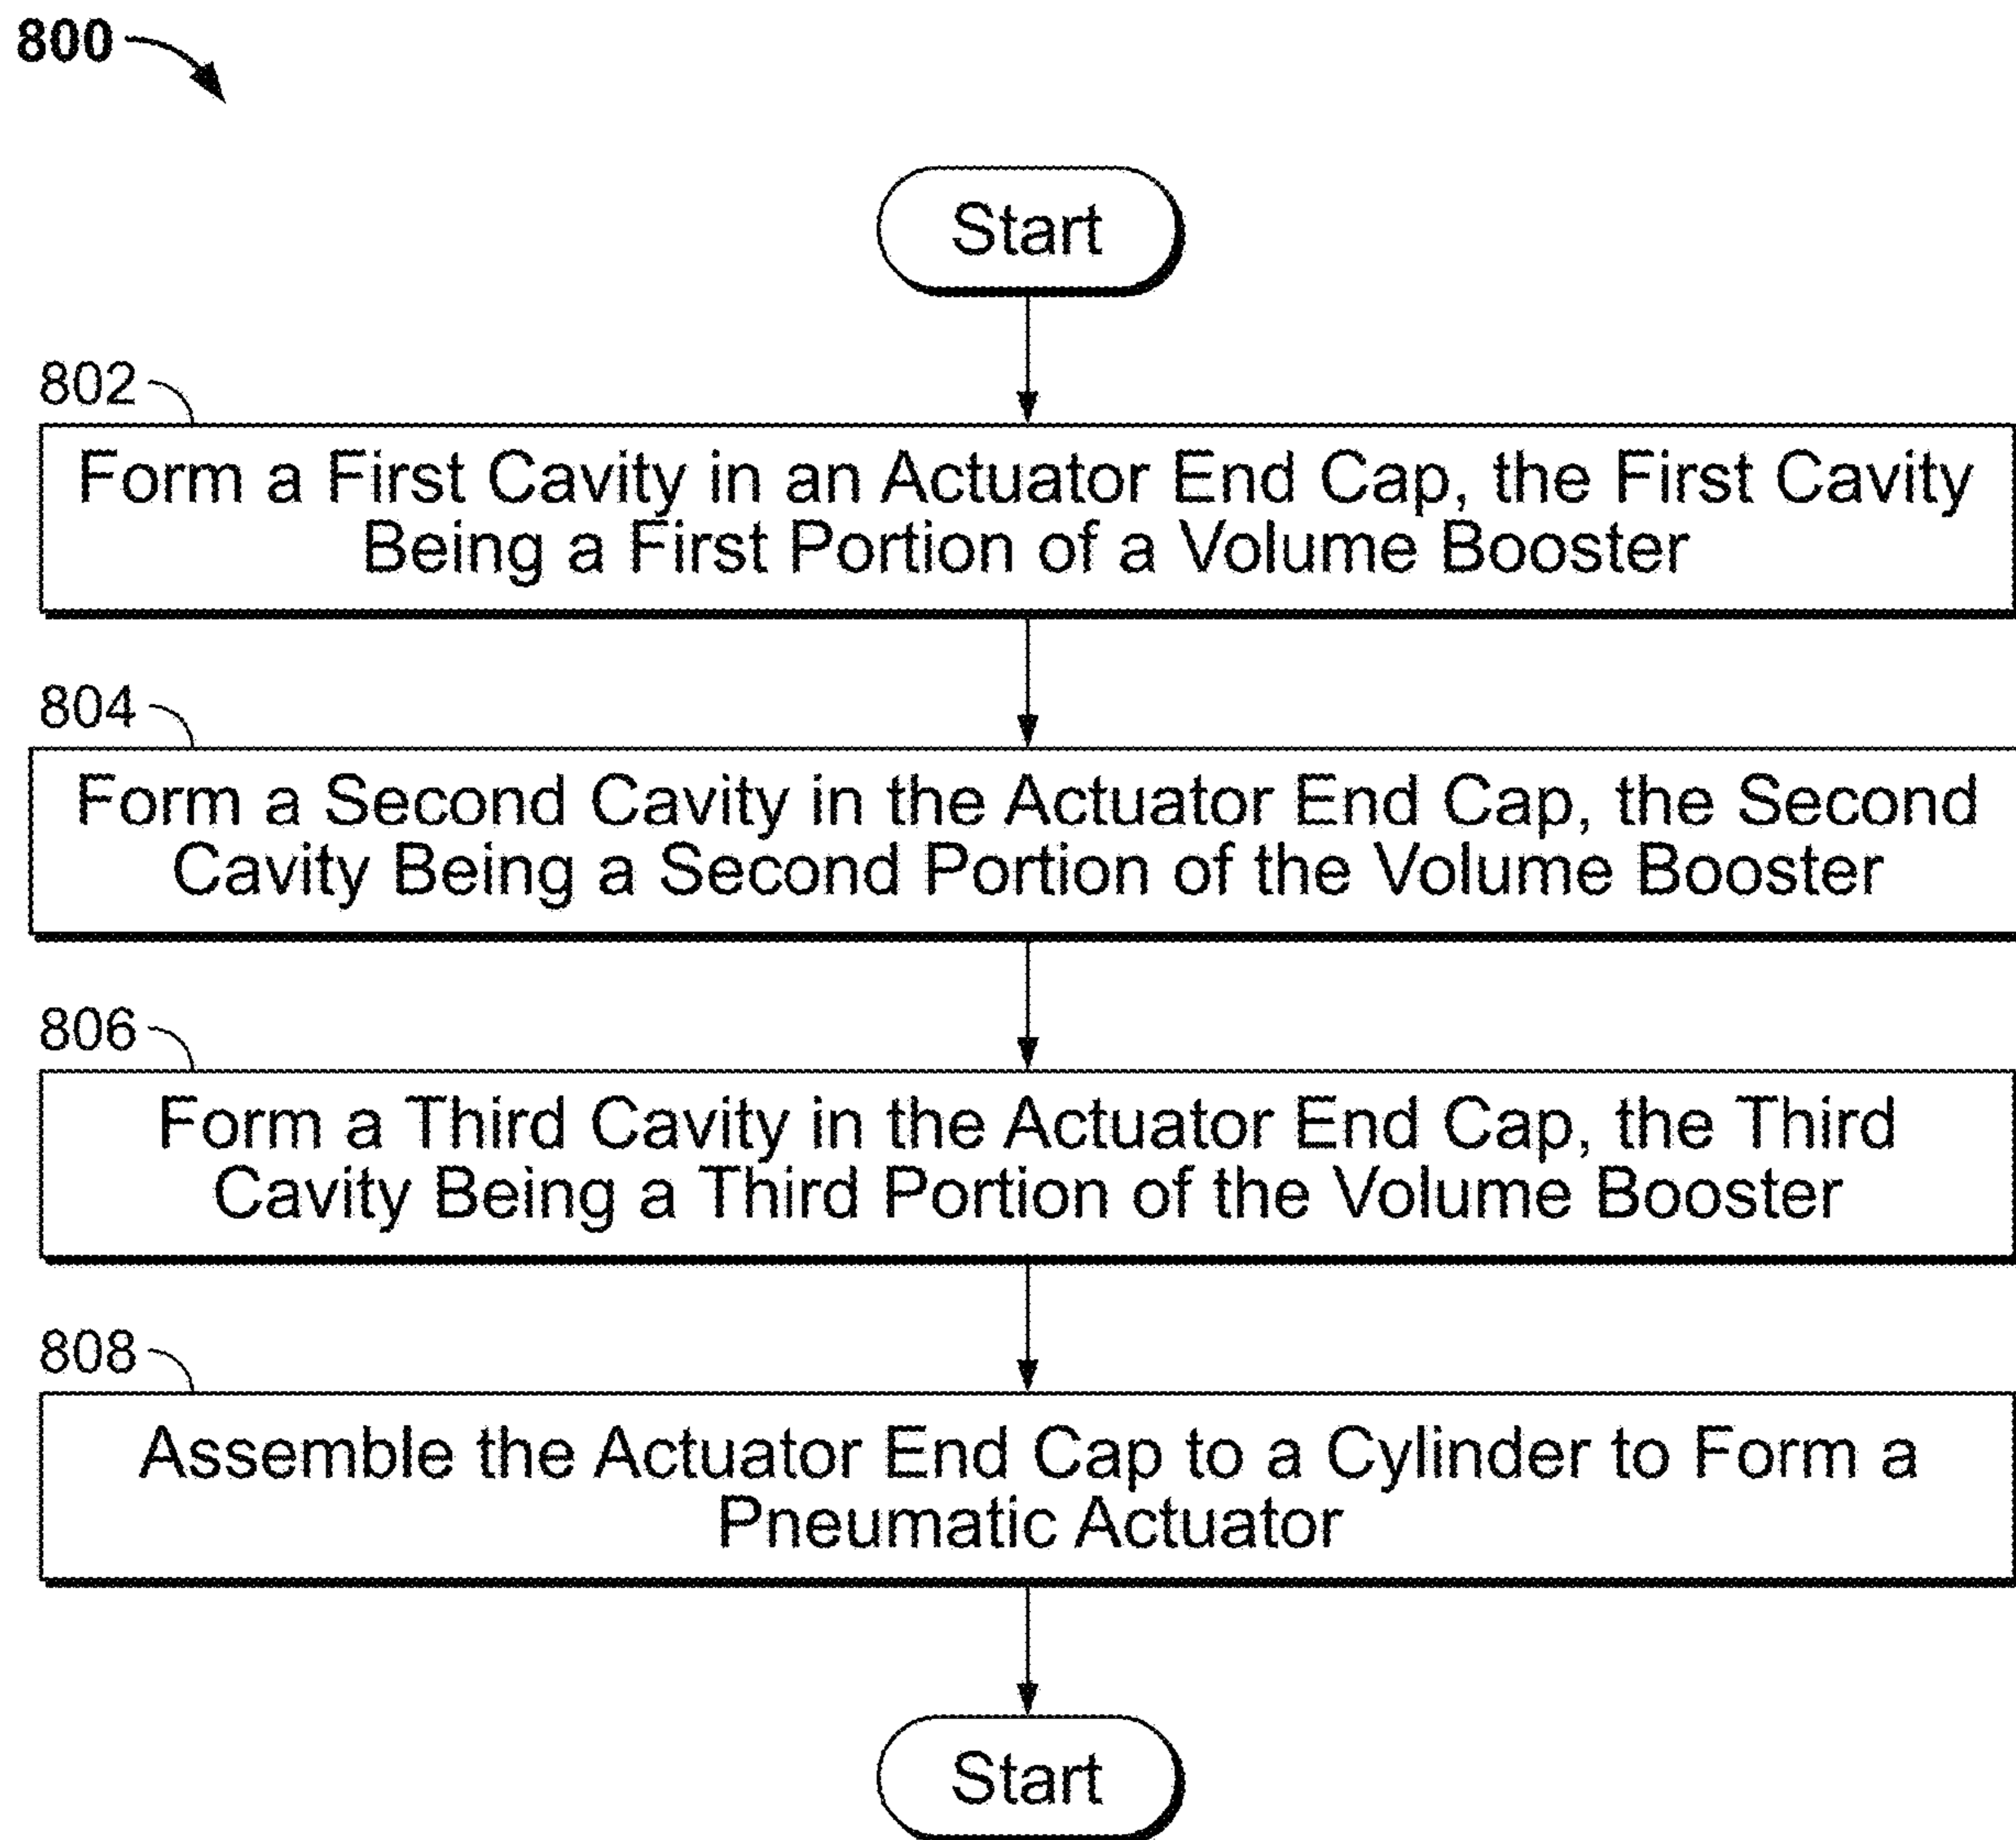 800
Start
802
Form a First Cavity in an Actuator End Cap, the First Cavity
Being a First Portion of a Volume Booster
804
Form a Second Cavity in the Actuator End Cap, the Second
Cavity Being a Second Portion of the Volume Booster
806
Form a Third Cavity in the Actuator End Cap, the Third
Cavity Being a Third Portion of the Volume Booster
808
Assemble the Actuator End Cap to a Cylinder to Form a
Pneumatic Actuator
Start